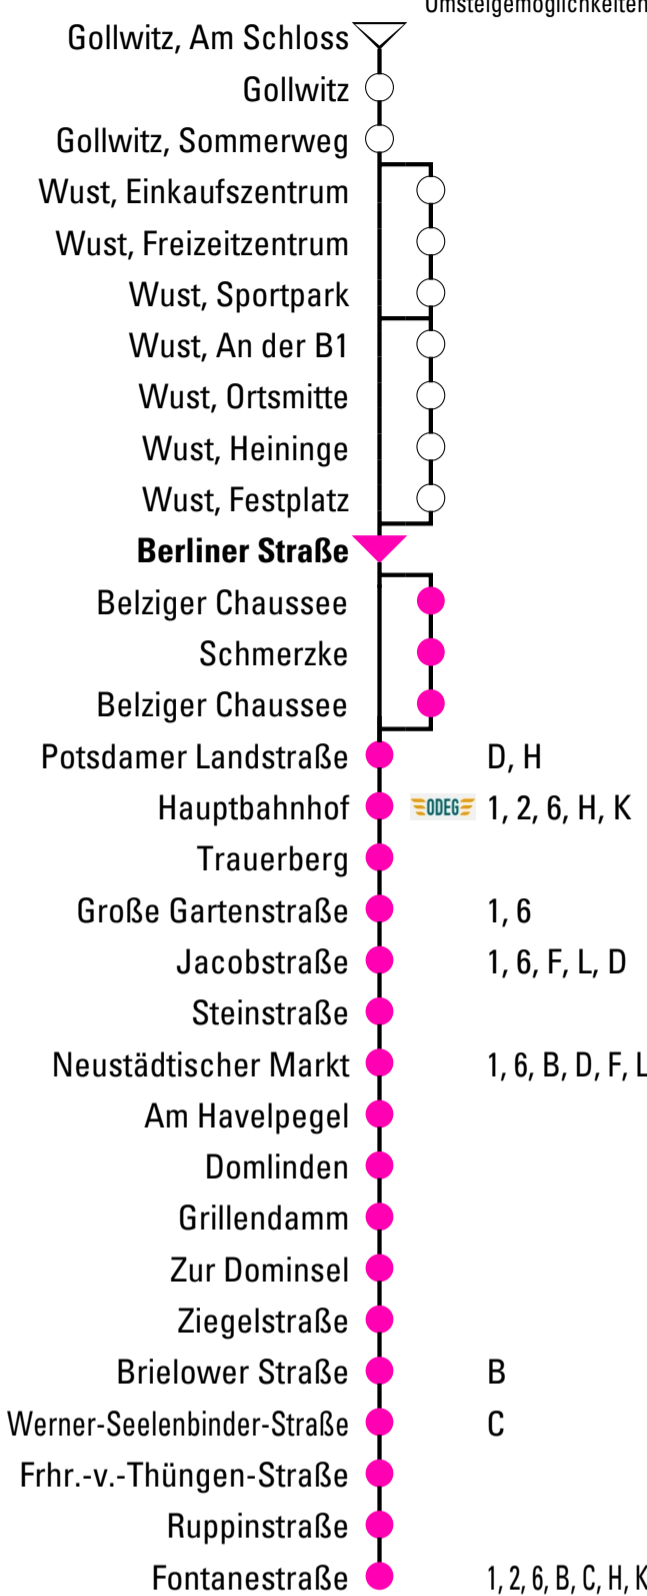 Umsteigemöglichkeiten
Gollwitz, Am Schloss
Gollwitz
Gollwitz, Sommerweg
Wust, Einkaufszentrum
Wust, Freizeitzentrum
Wust, Sportpark
Wust, An der B1
Wust, Ortsmitte
Wust, Heininge
Wust, Festplatz
Berliner Straße
Belziger Chaussee
Schmerzke
Belziger Chaussee
Potsdamer Landstraße D, H
Hauptbahnhof ODEG 1, 2, 6, H, K
Trauerberg
Große Gartenstraße 1, 6
Jacobstraße 1, 6, F, L, D
Steinstraße
Neustädtischer Markt 1, 6, B, D, F, L
Am Havelpegel
Domlinden
Grillendamm
Zur Dominsel
Ziegelstraße
Brielower Straße B
Werner-Seelenbinder-Straße C
Frhr.-v.-Thüngen-Straße
Ruppinstraße
Fontanestraße 1, 2, 6, B, C, H, K